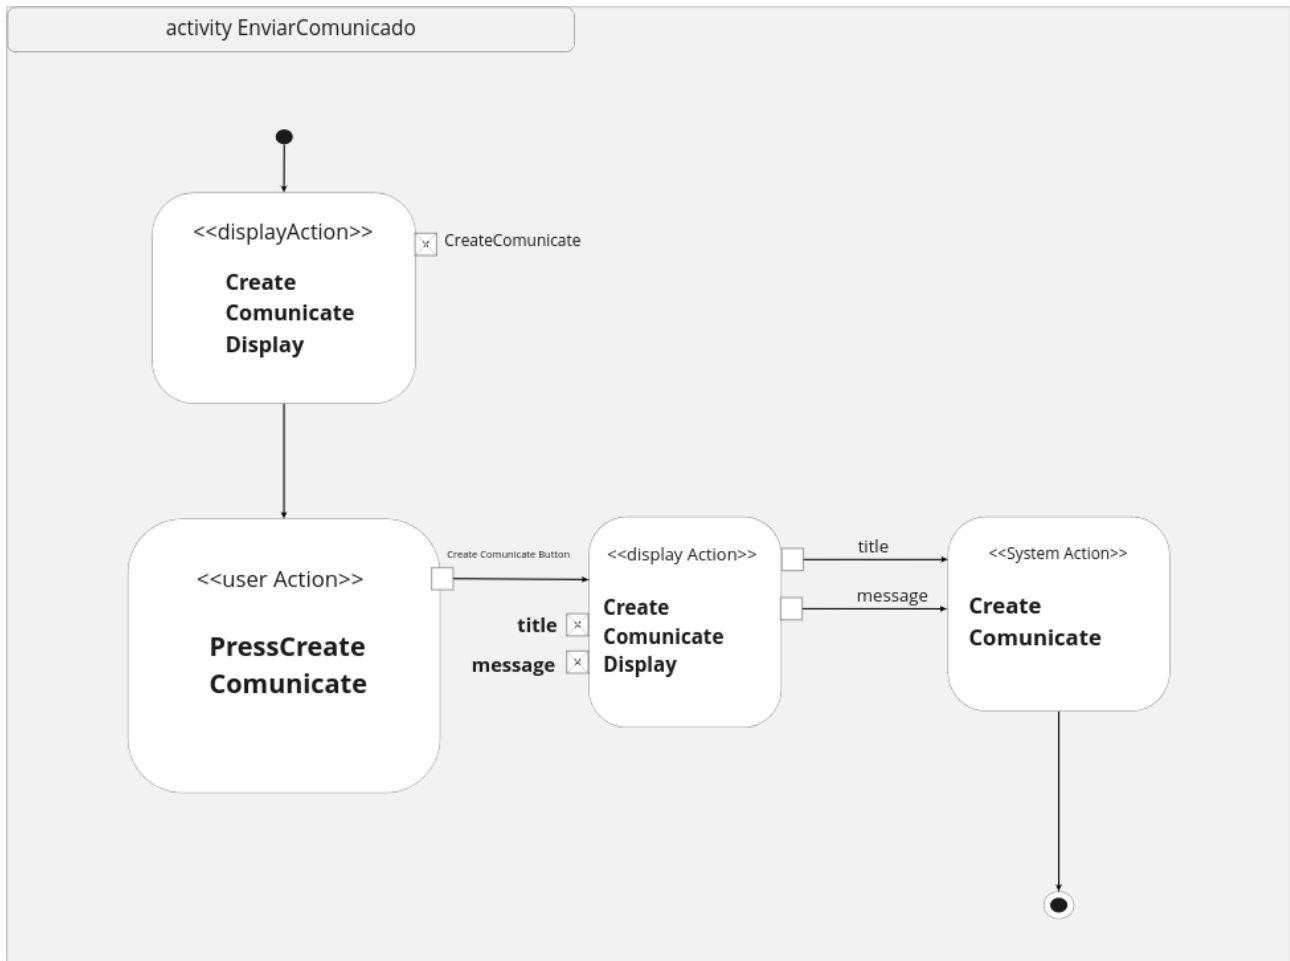 activity EnviarComunicado
<<displayAction>>
CreateComunicate
Create
Comunicate
Display
<<user Action>>
PressCreate
Comunicate
Create Comunicate Button
title
message
<<display Action>>
Create
Comunicate
Display
title
message
<<System Action>>
Create
Comunicate